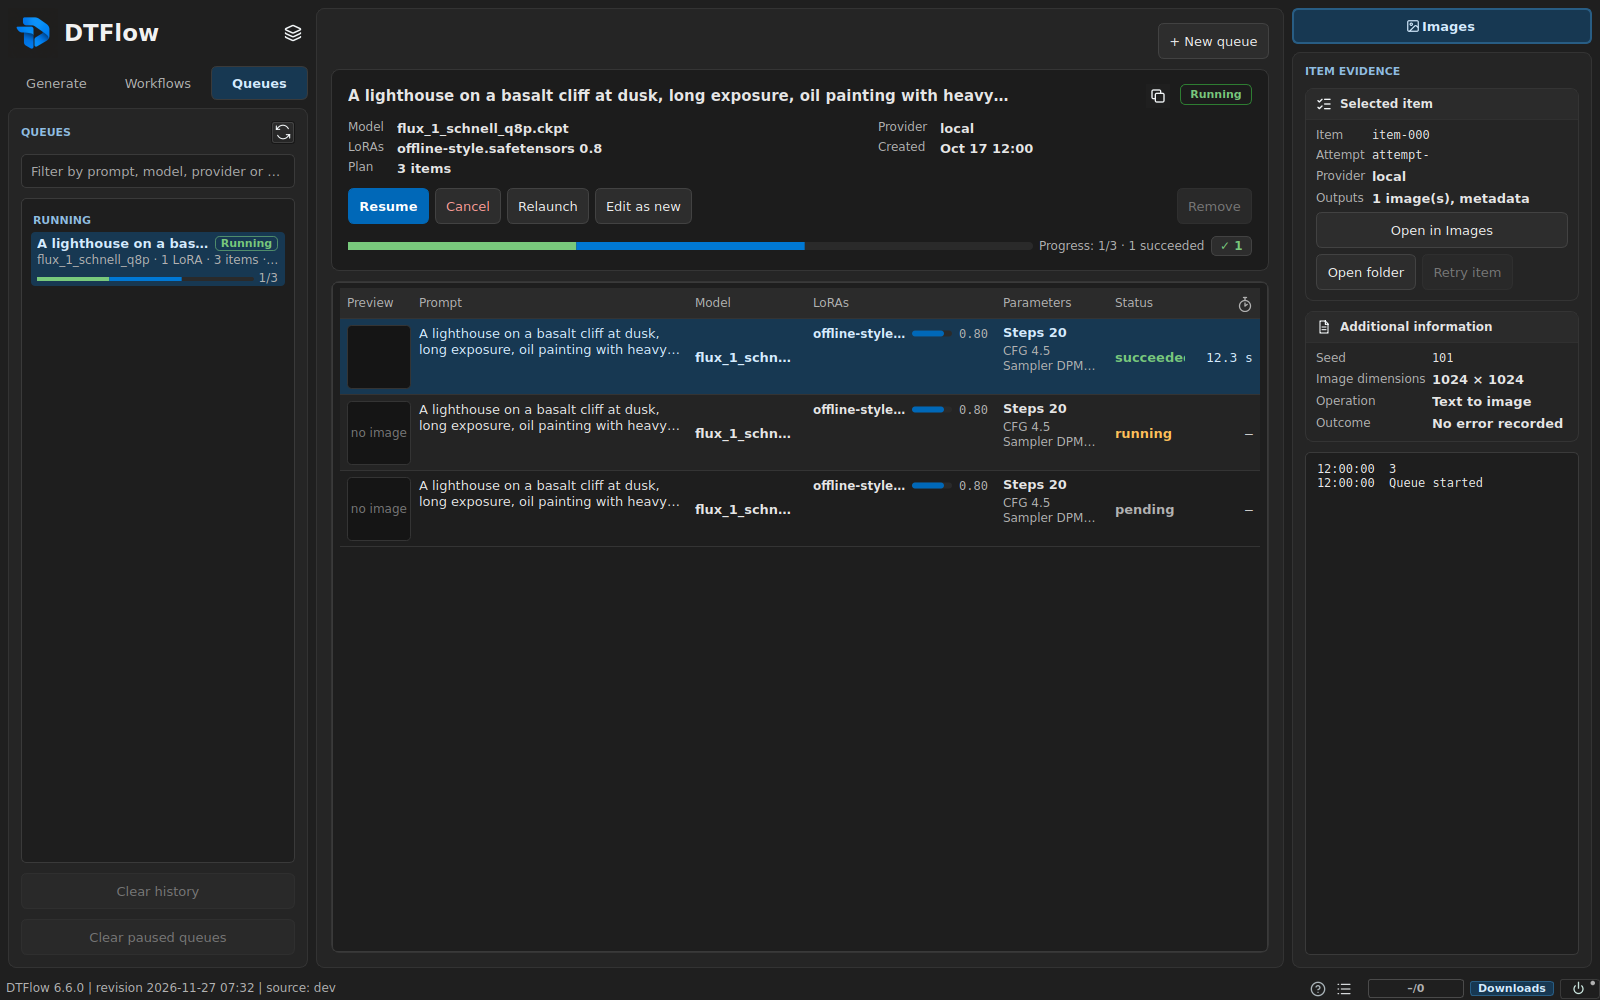 DTFlow
Generate Workflows Queues
QUEUES
Filter by prompt, model, provider or ...
RUNNING
A lighthouse on a bas... Running
flux_1_schnell_q8p · 1 LoRA · 3 items ·...
1/3
Clear history
Clear paused queues
+ New queue
A lighthouse on a basalt cliff at dusk, long exposure, oil painting with heavy... Running
Model flux_1_schnell_q8p.ckpt Provider local
LoRAs offline-style.safetensors 0.8 Created Oct 17 12:00
Plan 3 items
Resume Cancel Relaunch Edit as new Remove
Progress: 1/3 · 1 succeeded ✓ 1
Preview Prompt Model LoRAs Parameters Status
A lighthouse on a basalt cliff at dusk,
long exposure, oil painting with heavy...
flux_1_schn...
offline-style... 0.80
Steps 20
CFG 4.5
Sampler DPM...
succeeded 12.3 s
no image
A lighthouse on a basalt cliff at dusk,
long exposure, oil painting with heavy...
flux_1_schn...
offline-style... 0.80
Steps 20
CFG 4.5
Sampler DPM...
running —
no image
A lighthouse on a basalt cliff at dusk,
long exposure, oil painting with heavy...
flux_1_schn...
offline-style... 0.80
Steps 20
CFG 4.5
Sampler DPM...
pending —
Images
ITEM EVIDENCE
Selected item
Item item-000
Attempt attempt-
Provider local
Outputs 1 image(s), metadata
Open in Images
Open folder Retry item
Additional information
Seed 101
Image dimensions 1024 × 1024
Operation Text to image
Outcome No error recorded
12:00:00 3
12:00:00 Queue started
DTFlow 6.6.0 | revision 2026-11-27 07:32 | source: dev
-/0 Downloads